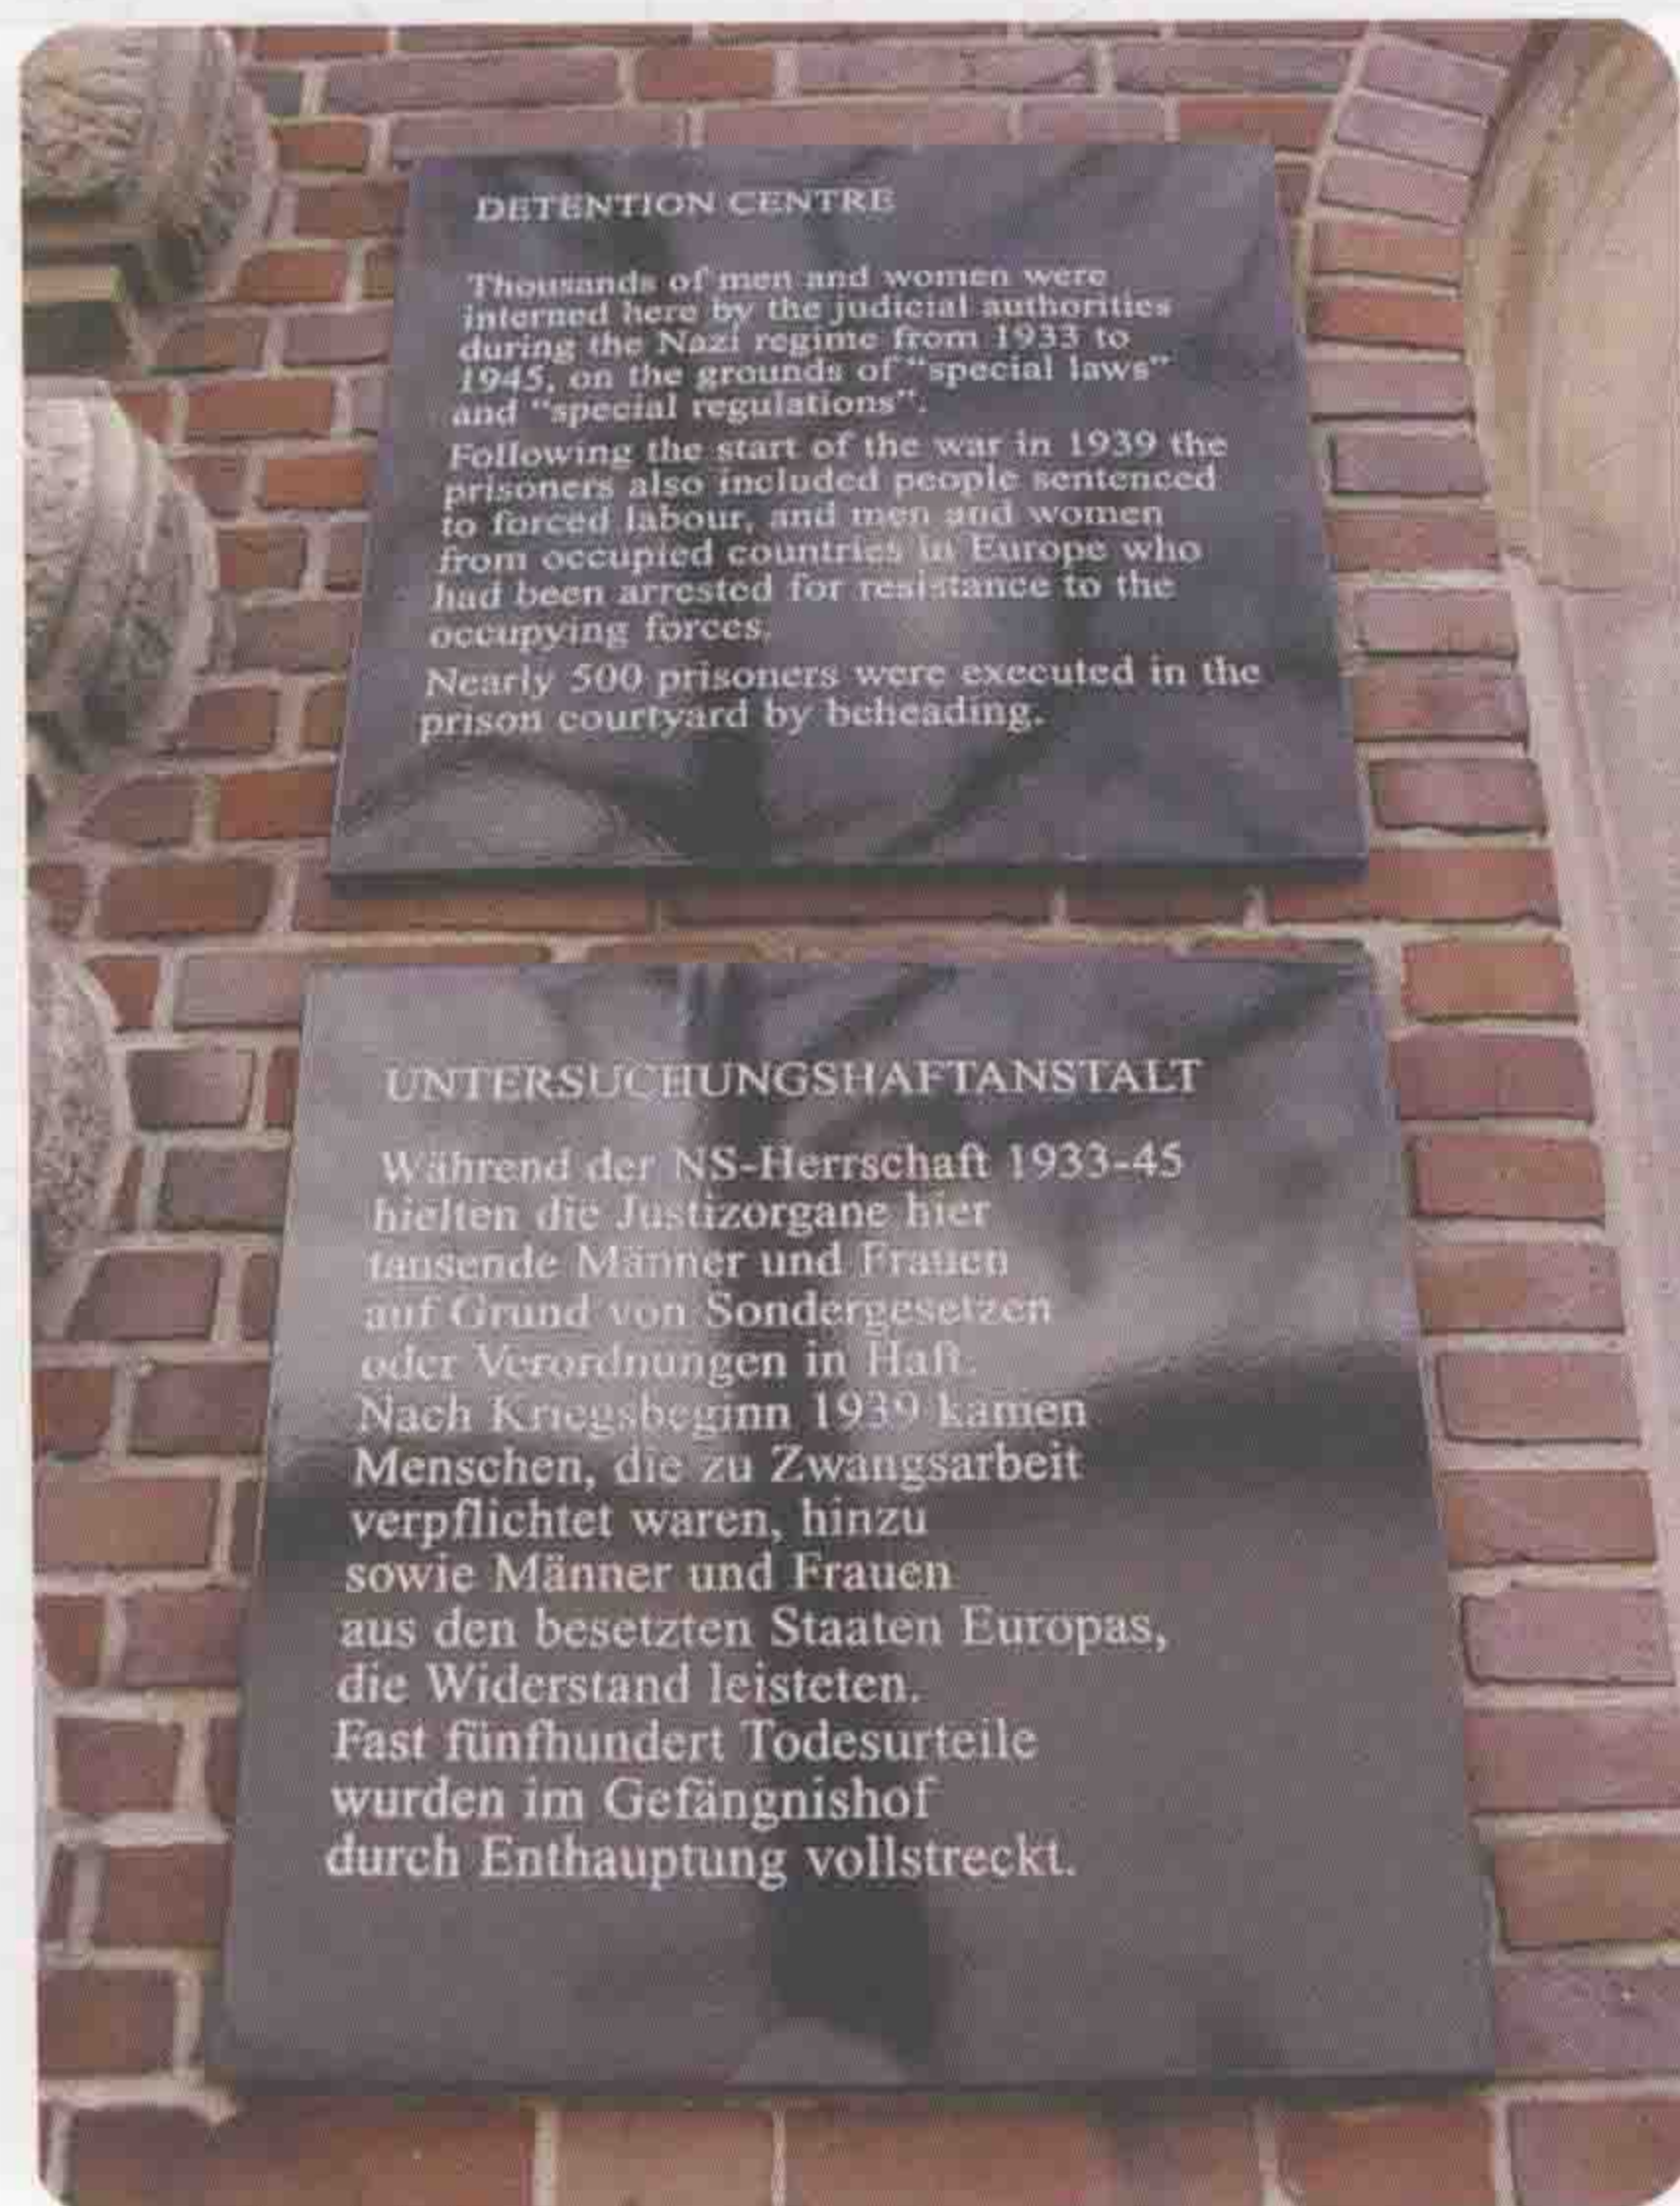 DETENTION CENTRE
Thousands of men and women were
interned here by the judicial authorities
during the Nazi regime from 1933 to
1945, on the grounds of "special laws"
and "special regulations".
Following the start of the war in 1939 the
prisoners also included people sentenced
to forced labour, and men and women
from occupied countries in Europe who
had been arrested for resistance to the
occupying forces.
Nearly 500 prisoners were executed in the
prison courtyard by beheading.
UNTERSUCHUNGSHAFTANSTALT
Während der NS-Herrschaft 1933-45
hielten die Justizorgane hier
tausende Männer und Frauen
auf Grund von Sondergesetzen
oder Verordnungen in Haft.
Nach Kriegsbeginn 1939 kamen
Menschen, die zu Zwangsarbeit
verpflichtet waren, hinzu
sowie Männer und Frauen
aus den besetzten Staaten Europas,
die Widerstand leisteten.
Fast fünfhundert Todesurteile
wurden im Gefängnishof
durch Enthauptung vollstreckt.